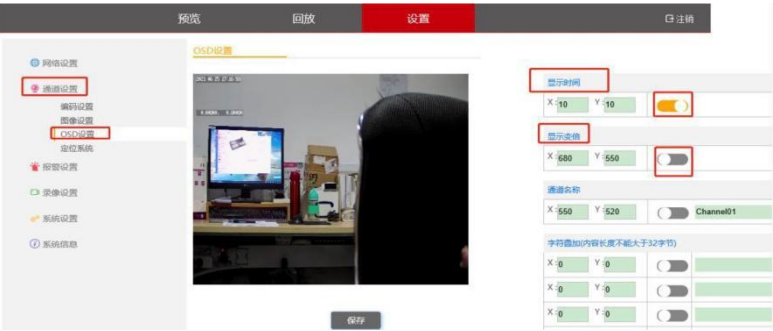 预览 回放 设置 注销
OSD设置
网络设置
通道设置
编码设置
图像设置
OSD设置
定位系统
报警设置
录像设置
系统设置
系统信息
保存
显示时间
X:10 Y:10
显示变倍
X:680 Y:550
通道名称
X:550 Y:520 Channel01
字符叠加(内容长度不能大于32字节)
X:0 Y:0
X:0 Y:0
X:0 Y:0